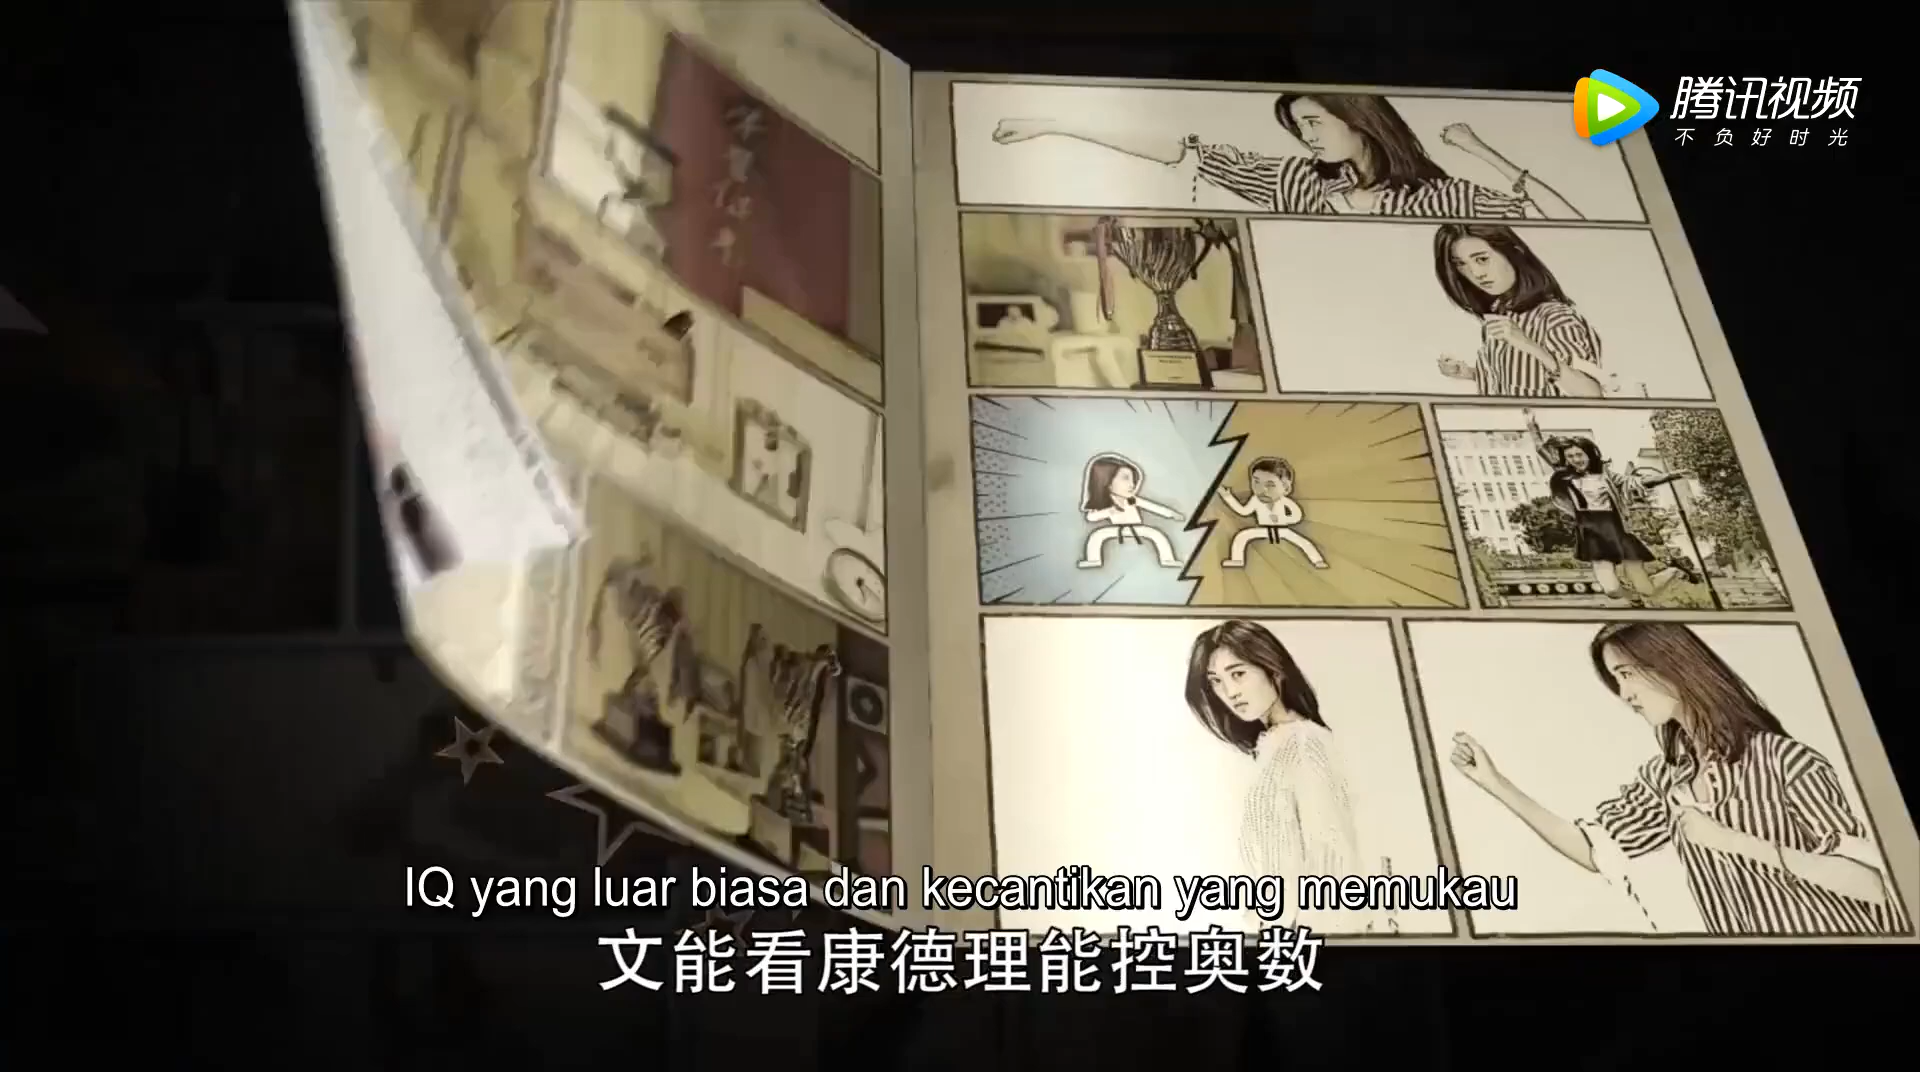 腾讯视频
不负好时光
IQ yang luar biasa dan kecantikan yang memukau
文能看康德理能控奥数